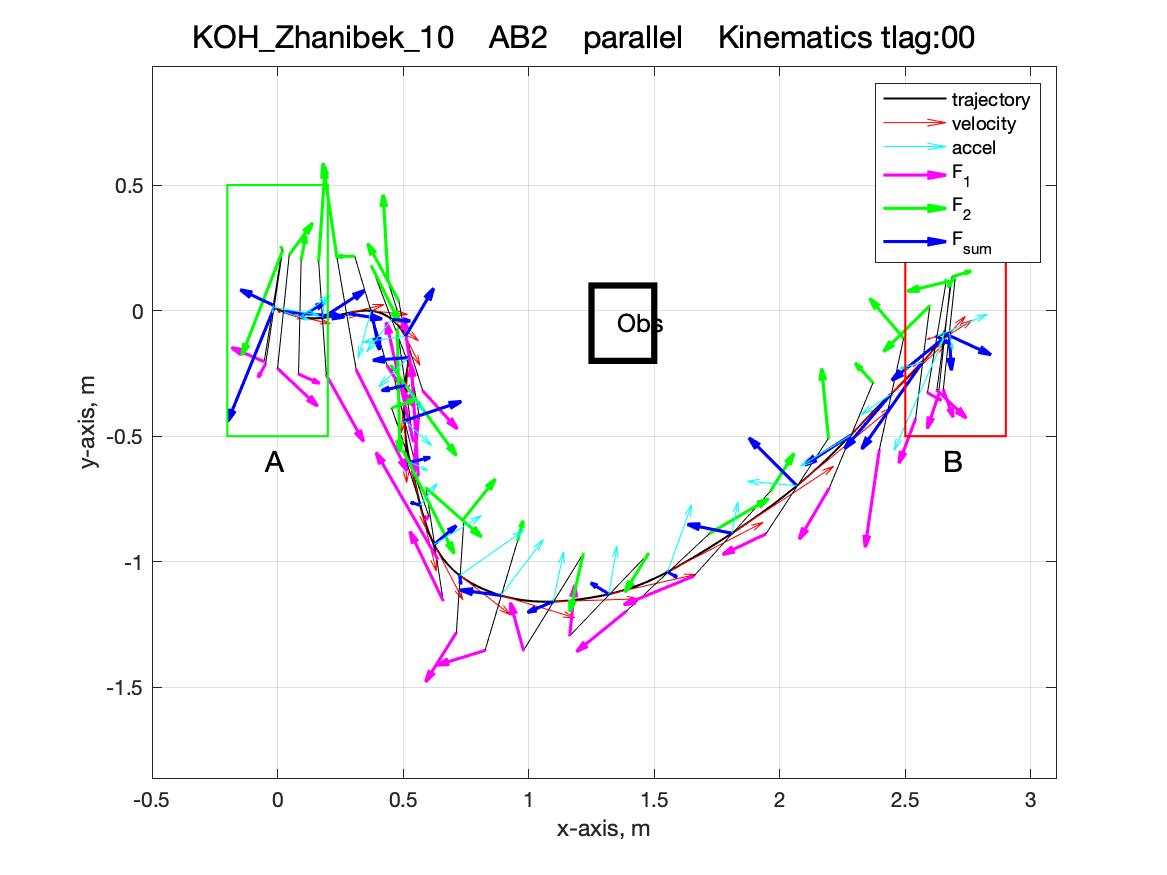 KOH_Zhanibek_10 AB2 parallel Kinematics tlag:00
trajectory
velocity
accel
F1
F2
Fsum
0.5
0
-0.5
-1
-1.5
y-axis, m
Obs
A
B
-0.5 0 0.5 1 1.5 2 2.5 3
x-axis, m